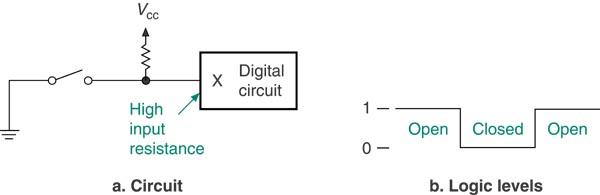 Vcc
X
Digital
circuit
High
input
resistance
1
0
Open
Closed
Open
a. Circuit
b. Logic levels